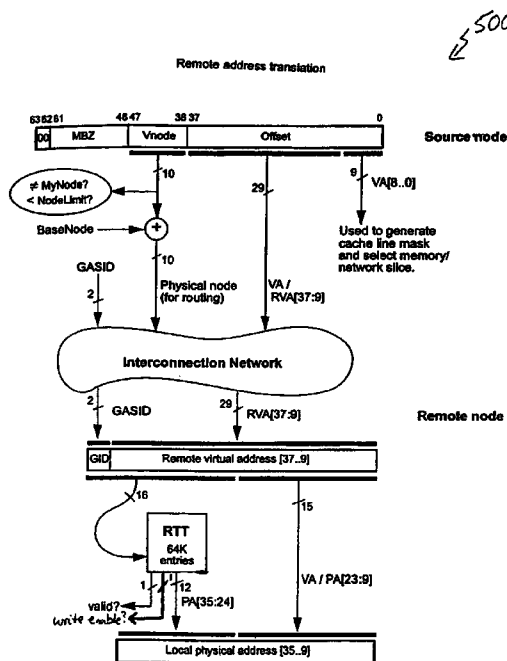 500
Remote address translation
63 62 61 48 47 38 37 0
00 MBZ Vnode Offset Source node
10 29 9 VA[8..0]
≠ MyNode?
< NodeLimit?
Used to generate
cache line mask
and select memory/
network slice.
BaseNode +
10
GASID
Physical node
(for routing)
VA /
RVA[37:9]
2
Interconnection Network
2 GASID 29 RVA[37:9] Remote node
GID Remote virtual address [37..9]
16 15
RTT
64K
entries
1 1 12
valid? PA[35:24] VA / PA[23:9]
write enable?
Local physical address [35..9]